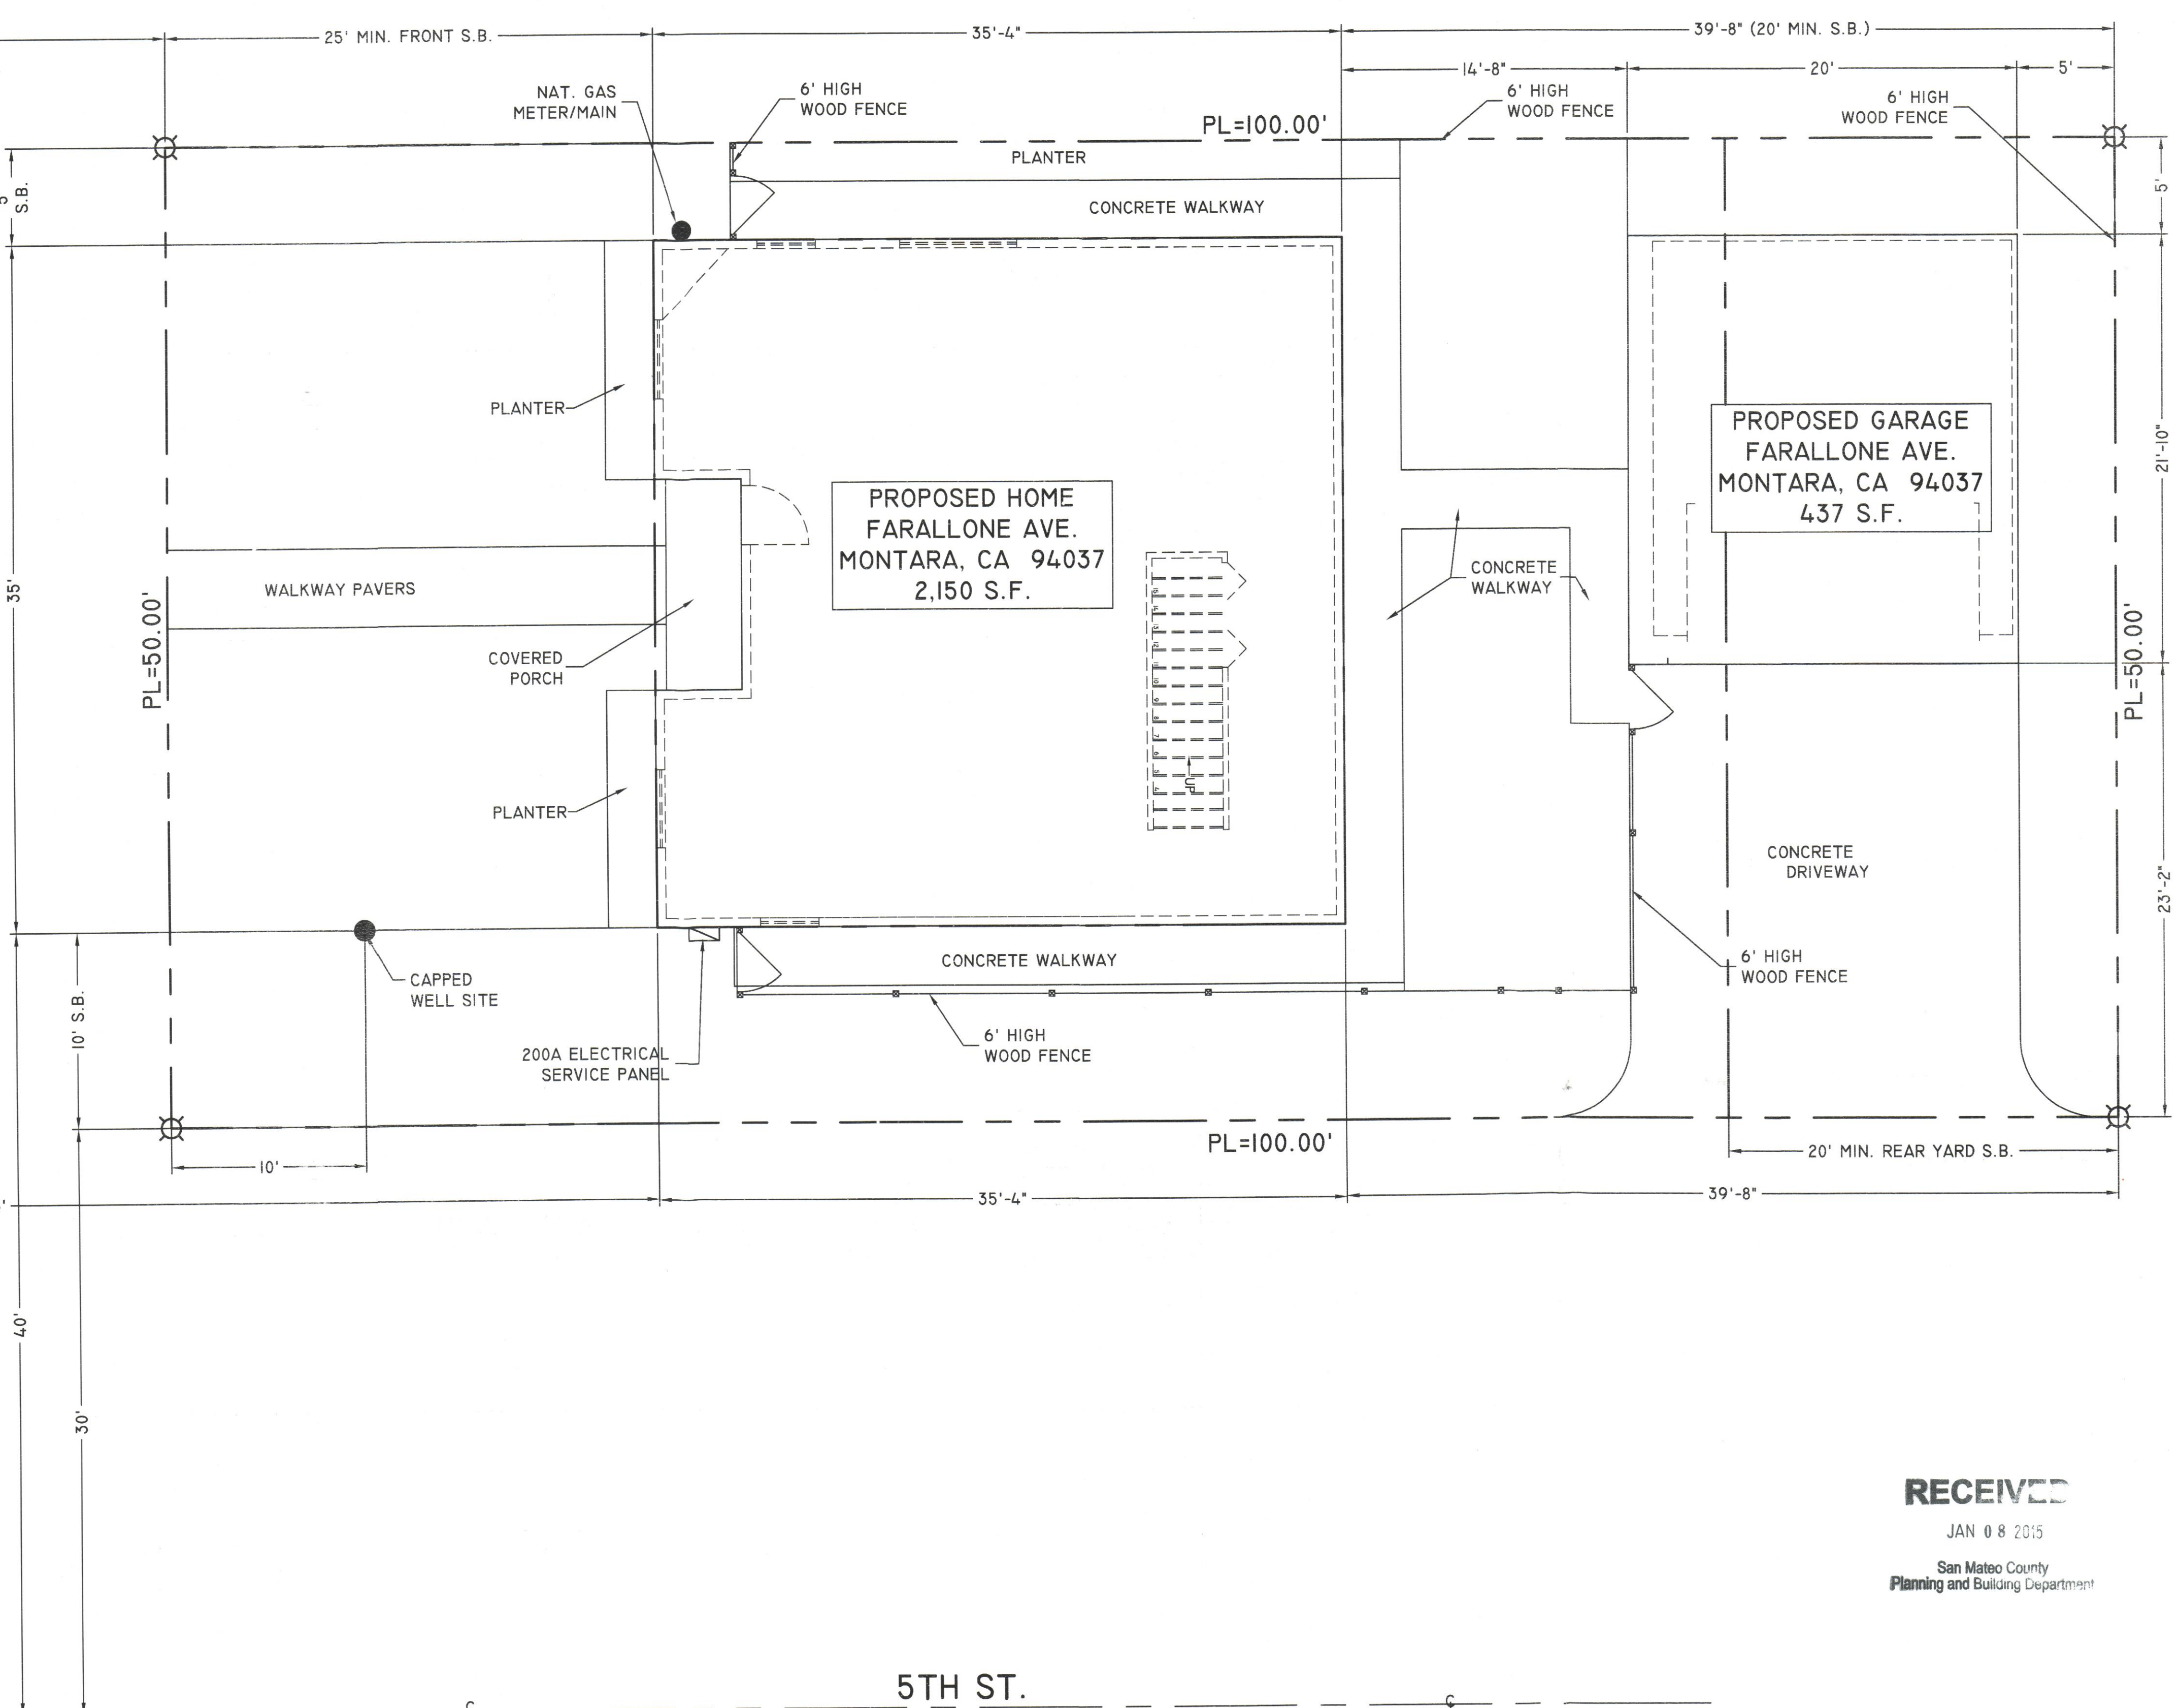 25' MIN. FRONT S.B.
35'-4"
39'-8" (20' MIN. S.B.)
14'-8"
20'
5'
NAT. GAS
METER/MAIN
6' HIGH
WOOD FENCE
6' HIGH
WOOD FENCE
6' HIGH
WOOD FENCE
PL=100.00'
PLANTER
CONCRETE WALKWAY
S.B.
5'
PLANTER
PROPOSED HOME
FARALLONE AVE.
MONTARA, CA 94037
2,150 S.F.
PROPOSED GARAGE
FARALLONE AVE.
MONTARA, CA 94037
437 S.F.
21'-10"
35'
PL=50.00'
WALKWAY PAVERS
CONCRETE
WALKWAY
PL=50.00'
COVERED
PORCH
UP
PLANTER
CONCRETE
DRIVEWAY
23'-2"
CONCRETE WALKWAY
CAPPED
WELL SITE
6' HIGH
WOOD FENCE
10' S.B.
200A ELECTRICAL
SERVICE PANEL
6' HIGH
WOOD FENCE
PL=100.00'
20' MIN. REAR YARD S.B.
10'
35'-4"
39'-8"
40'
30'
RECEIVED
JAN 08 2015
San Mateo County
Planning and Building Department
5TH ST.